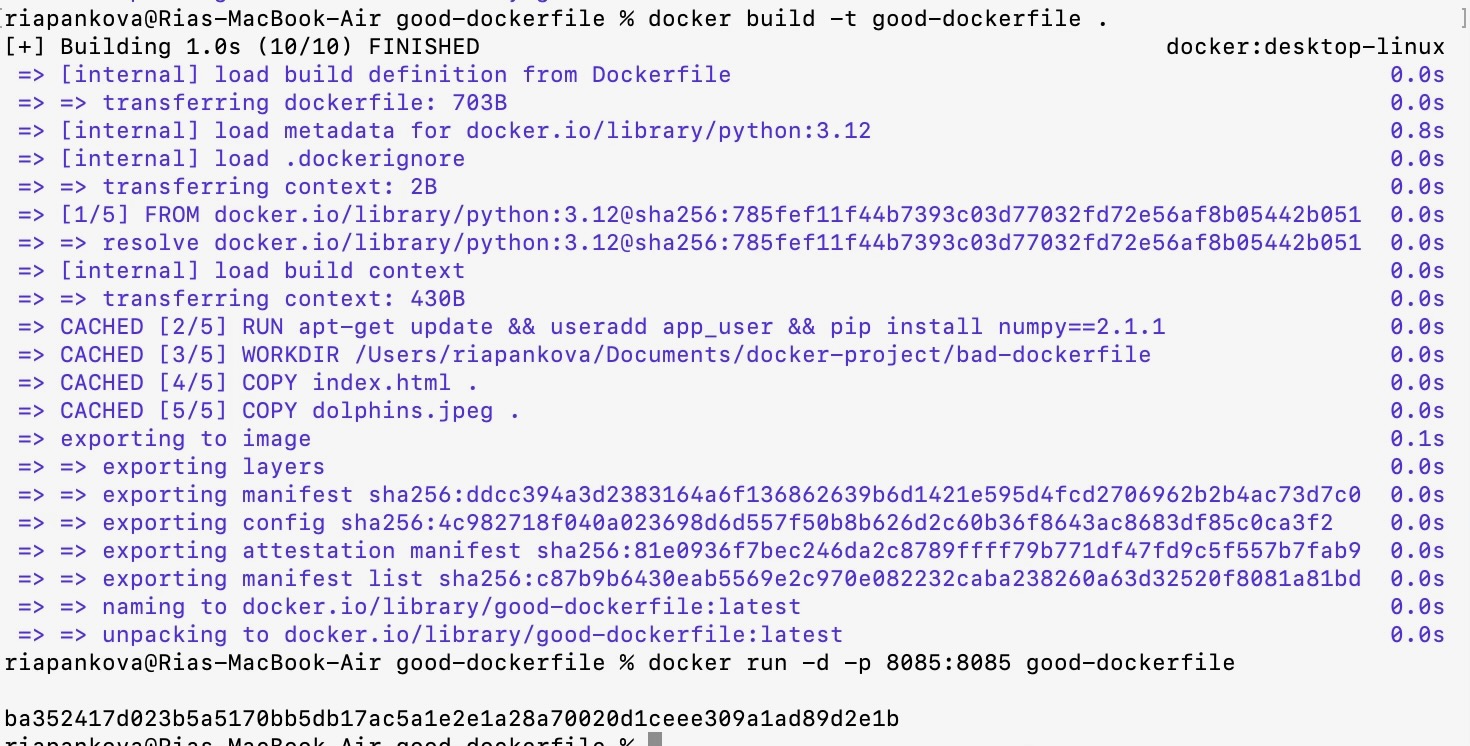 [riapankova@Rias-MacBook-Air good-dockerfile % docker build -t good-dockerfile . ]
[+] Building 1.0s (10/10) FINISHED docker:desktop-linux
=> [internal] load build definition from Dockerfile 0.0s
=> => transferring dockerfile: 703B 0.0s
=> [internal] load metadata for docker.io/library/python:3.12 0.8s
=> [internal] load .dockerignore 0.0s
=> => transferring context: 2B 0.0s
=> [1/5] FROM docker.io/library/python:3.12@sha256:785fef11f44b7393c03d77032fd72e56af8b05442b051 0.0s
=> => resolve docker.io/library/python:3.12@sha256:785fef11f44b7393c03d77032fd72e56af8b05442b051 0.0s
=> [internal] load build context 0.0s
=> => transferring context: 430B 0.0s
=> CACHED [2/5] RUN apt-get update && useradd app_user && pip install numpy==2.1.1 0.0s
=> CACHED [3/5] WORKDIR /Users/riapankova/Documents/docker-project/bad-dockerfile 0.0s
=> CACHED [4/5] COPY index.html . 0.0s
=> CACHED [5/5] COPY dolphins.jpeg . 0.0s
=> exporting to image 0.1s
=> => exporting layers 0.0s
=> => exporting manifest sha256:ddcc394a3d2383164a6f136862639b6d1421e595d4fcd2706962b2b4ac73d7c0 0.0s
=> => exporting config sha256:4c982718f040a023698d6d557f50b8b626d2c60b36f8643ac8683df85c0ca3f2 0.0s
=> => exporting attestation manifest sha256:81e0936f7bec246da2c8789ffff79b771df47fd9c5f557b7fab9 0.0s
=> => exporting manifest list sha256:c87b9b6430eab5569e2c970e082232caba238260a63d32520f8081a81bd 0.0s
=> => naming to docker.io/library/good-dockerfile:latest 0.0s
=> => unpacking to docker.io/library/good-dockerfile:latest 0.0s
riapankova@Rias-MacBook-Air good-dockerfile % docker run -d -p 8085:8085 good-dockerfile
ba352417d023b5a5170bb5db17ac5a1e2e1a28a70020d1ceee309a1ad89d2e1b
riapankova@Rias-MacBook-Air good-dockerfile %